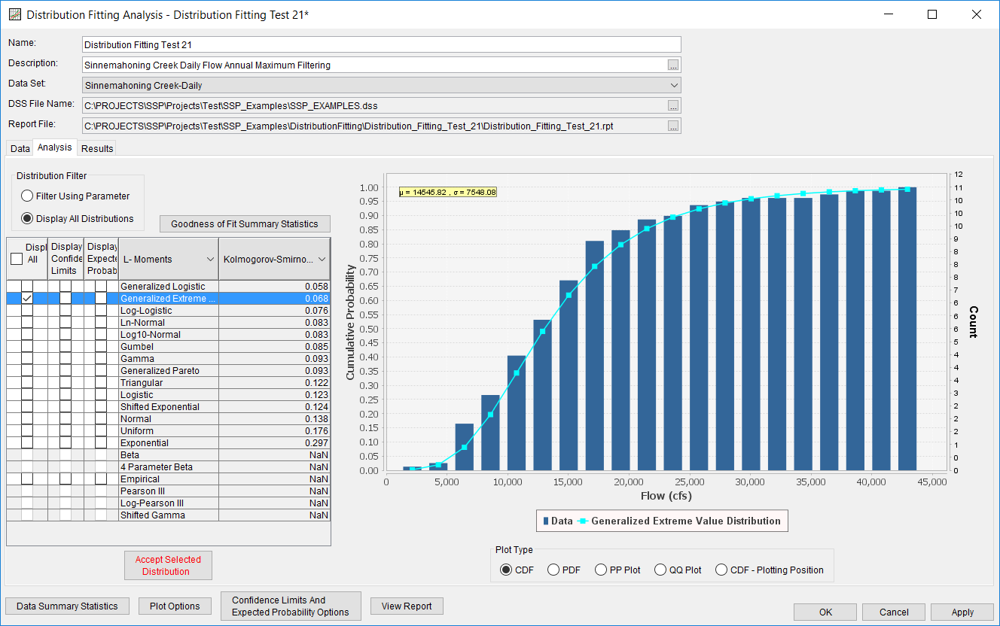 Distribution Fitting Analysis - Distribution Fitting Test 21*
Name: Distribution Fitting Test 21
Description: Sinnemahoning Creek Daily Flow Annual Maximum Filtering ...
Data Set: Sinnemahoning Creek-Daily
DSS File Name: C:\PROJECTS\SSP\Projects\Test\SSP_Examples\SSP_EXAMPLES.dss ...
Report File: C:\PROJECTS\SSP\Projects\Test\SSP_Examples\DistributionFitting\Distribution_Fitting_Test_21\Distribution_Fitting_Test_21.rpt ...
Data Analysis Results
Distribution Filter
Filter Using Parameter
Display All Distributions
Goodness of Fit Summary Statistics
Displ
All
Display
Confide
Limits
Display
Expecte
Probab
L- Moments
Kolmogorov-Smirno...
Generalized Logistic 0.058
Generalized Extreme ... 0.068
Log-Logistic 0.076
Ln-Normal 0.083
Log10-Normal 0.083
Gumbel 0.085
Gamma 0.093
Generalized Pareto 0.093
Triangular 0.122
Logistic 0.123
Shifted Exponential 0.124
Normal 0.138
Uniform 0.176
Exponential 0.297
Beta NaN
4 Parameter Beta NaN
Empirical NaN
Pearson III NaN
Log-Pearson III NaN
Shifted Gamma NaN
Accept Selected
Distribution
μ = 14545.82 , σ = 7548.08
Cumulative Probability
1.00
0.95
0.90
0.85
0.80
0.75
0.70
0.65
0.60
0.55
0.50
0.45
0.40
0.35
0.30
0.25
0.20
0.15
0.10
0.05
0.00
0 5,000 10,000 15,000 20,000 25,000 30,000 35,000 40,000 45,000
Flow (cfs)
12
11
10
10
10
9
8
8
8
7
6
6
6
5
4
4
4
3
2
2
2
1
0
0
Count
Data Generalized Extreme Value Distribution
Plot Type
CDF PDF PP Plot QQ Plot CDF - Plotting Position
Data Summary Statistics
Plot Options
Confidence Limits And
Expected Probability Options
View Report
OK Cancel Apply